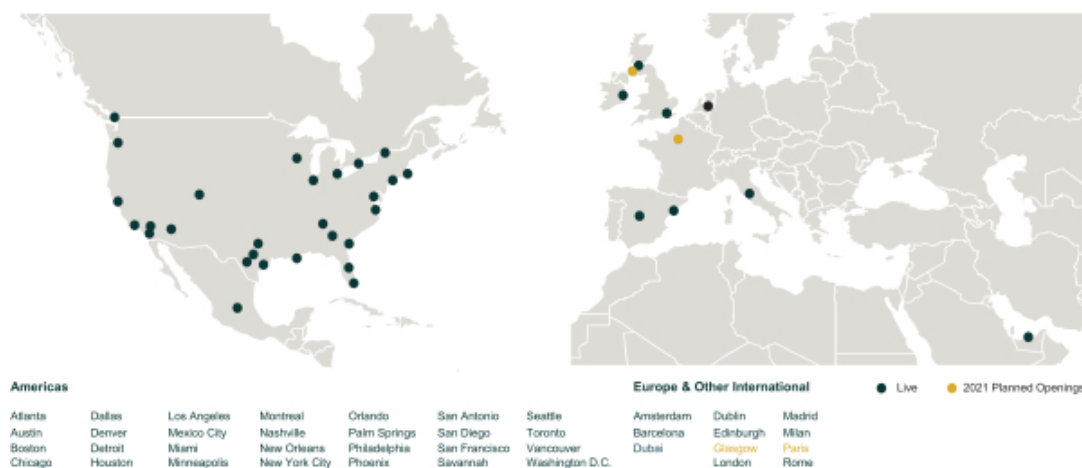 Americas
Europe & Other International
Live
2021 Planned Openings
Atlanta Dallas Los Angeles Montreal Orlando San Antonio Seattle
Austin Denver Mexico City Nashville Palm Springs San Diego Toronto
Boston Detroit Miami New Orleans Philadelphia San Francisco Vancouver
Chicago Houston Minneapolis New York City Phoenix Savannah Washington D.C.
Amsterdam Dublin Madrid
Barcelona Edinburgh Milan
Dubai Glasgow Paris
London Rome